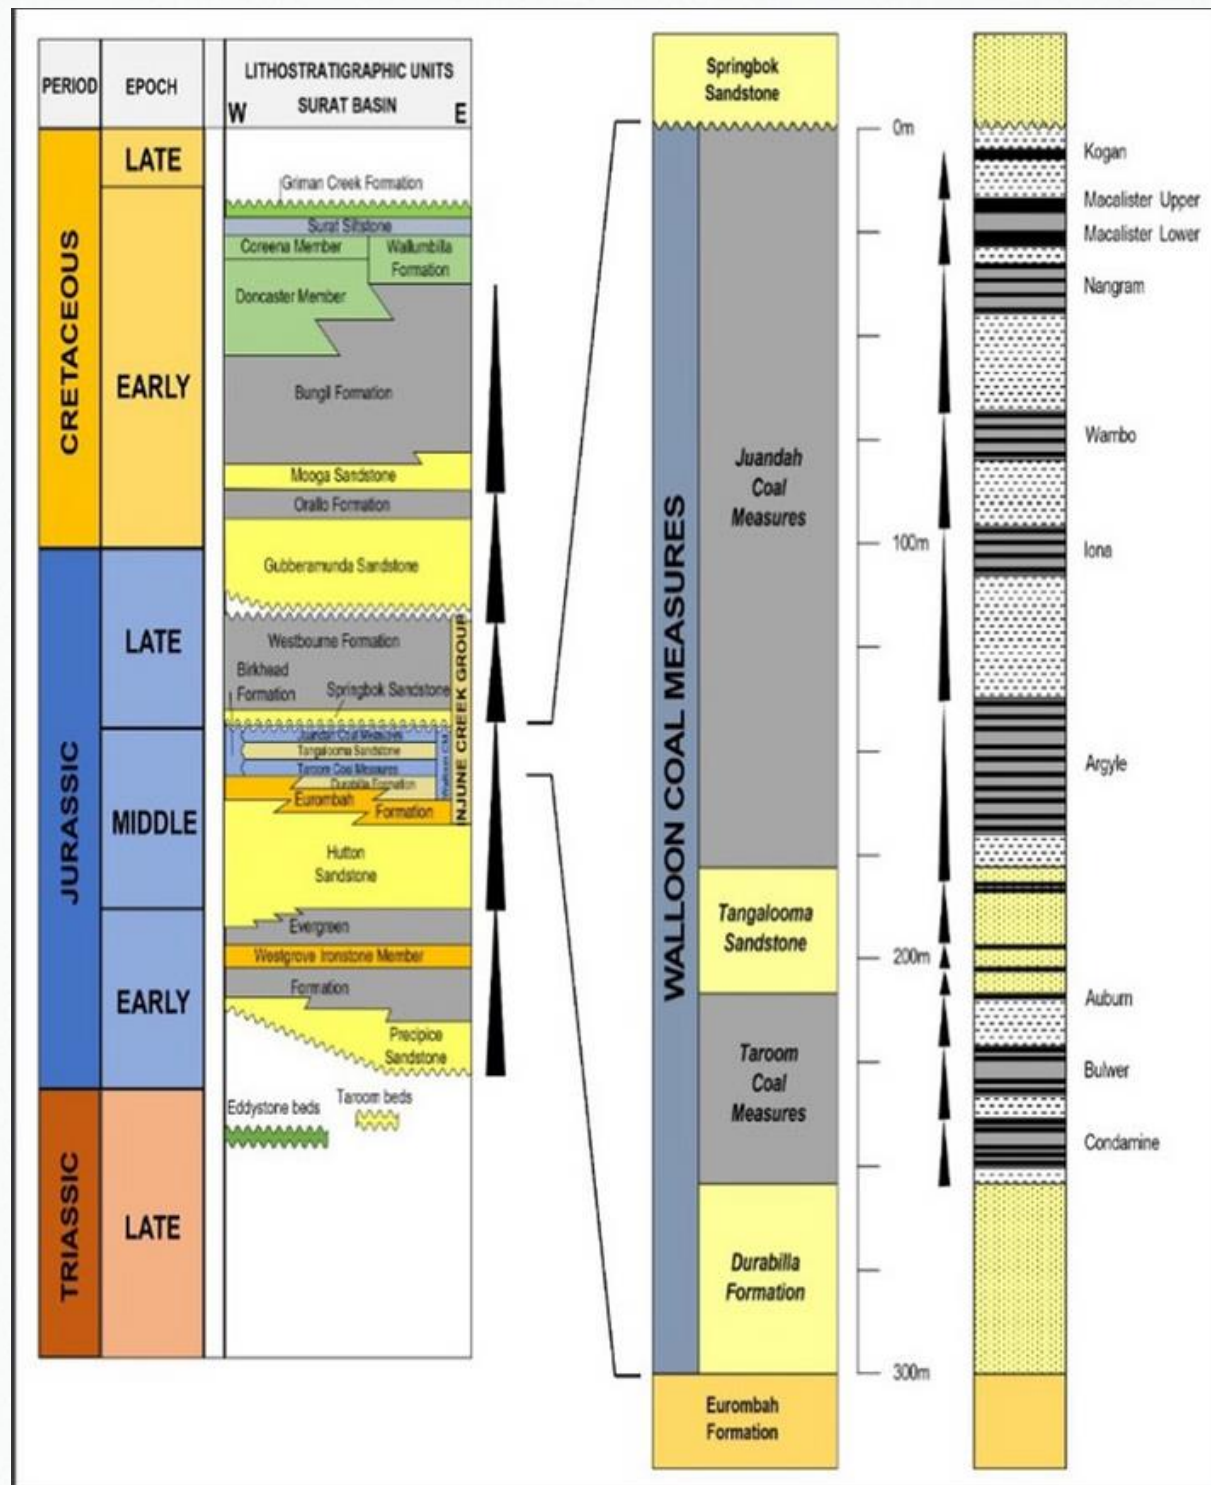 PERIOD
EPOCH
LITHOSTRATIGRAPHIC UNITS
SURAT BASIN
W
E
CRETACEOUS
LATE
EARLY
Griman Creek Formation
Surat Siltstone
Coreena Member
Wallumbilla
Formation
Doncaster Member
Bungil Formation
Mooga Sandstone
Orallo Formation
Gubberamunda Sandstone
JURASSIC
LATE
MIDDLE
EARLY
Westbourne Formation
Birkhead
Formation
Springbok Sandstone
Juandah Coal Measures
Tangalooma Sandstone
Taroom Coal Measures
Durabilla Formation
Walloon CM
INJUNE CREEK GROUP
Eurombah
Formation
Hutton
Sandstone
Evergreen
Westgrove Ironstone Member
Formation
Precipice
Sandstone
TRIASSIC
LATE
Eddystone beds
Taroom beds
Springbok
Sandstone
WALLOON COAL MEASURES
Juandah
Coal
Measures
Tangalooma
Sandstone
Taroom
Coal
Measures
Durabilla
Formation
Eurombah
Formation
0m
100m
200m
300m
Kogan
Macalister Upper
Macalister Lower
Nangram
Wambo
Iona
Argyle
Auburn
Bulwer
Condamine